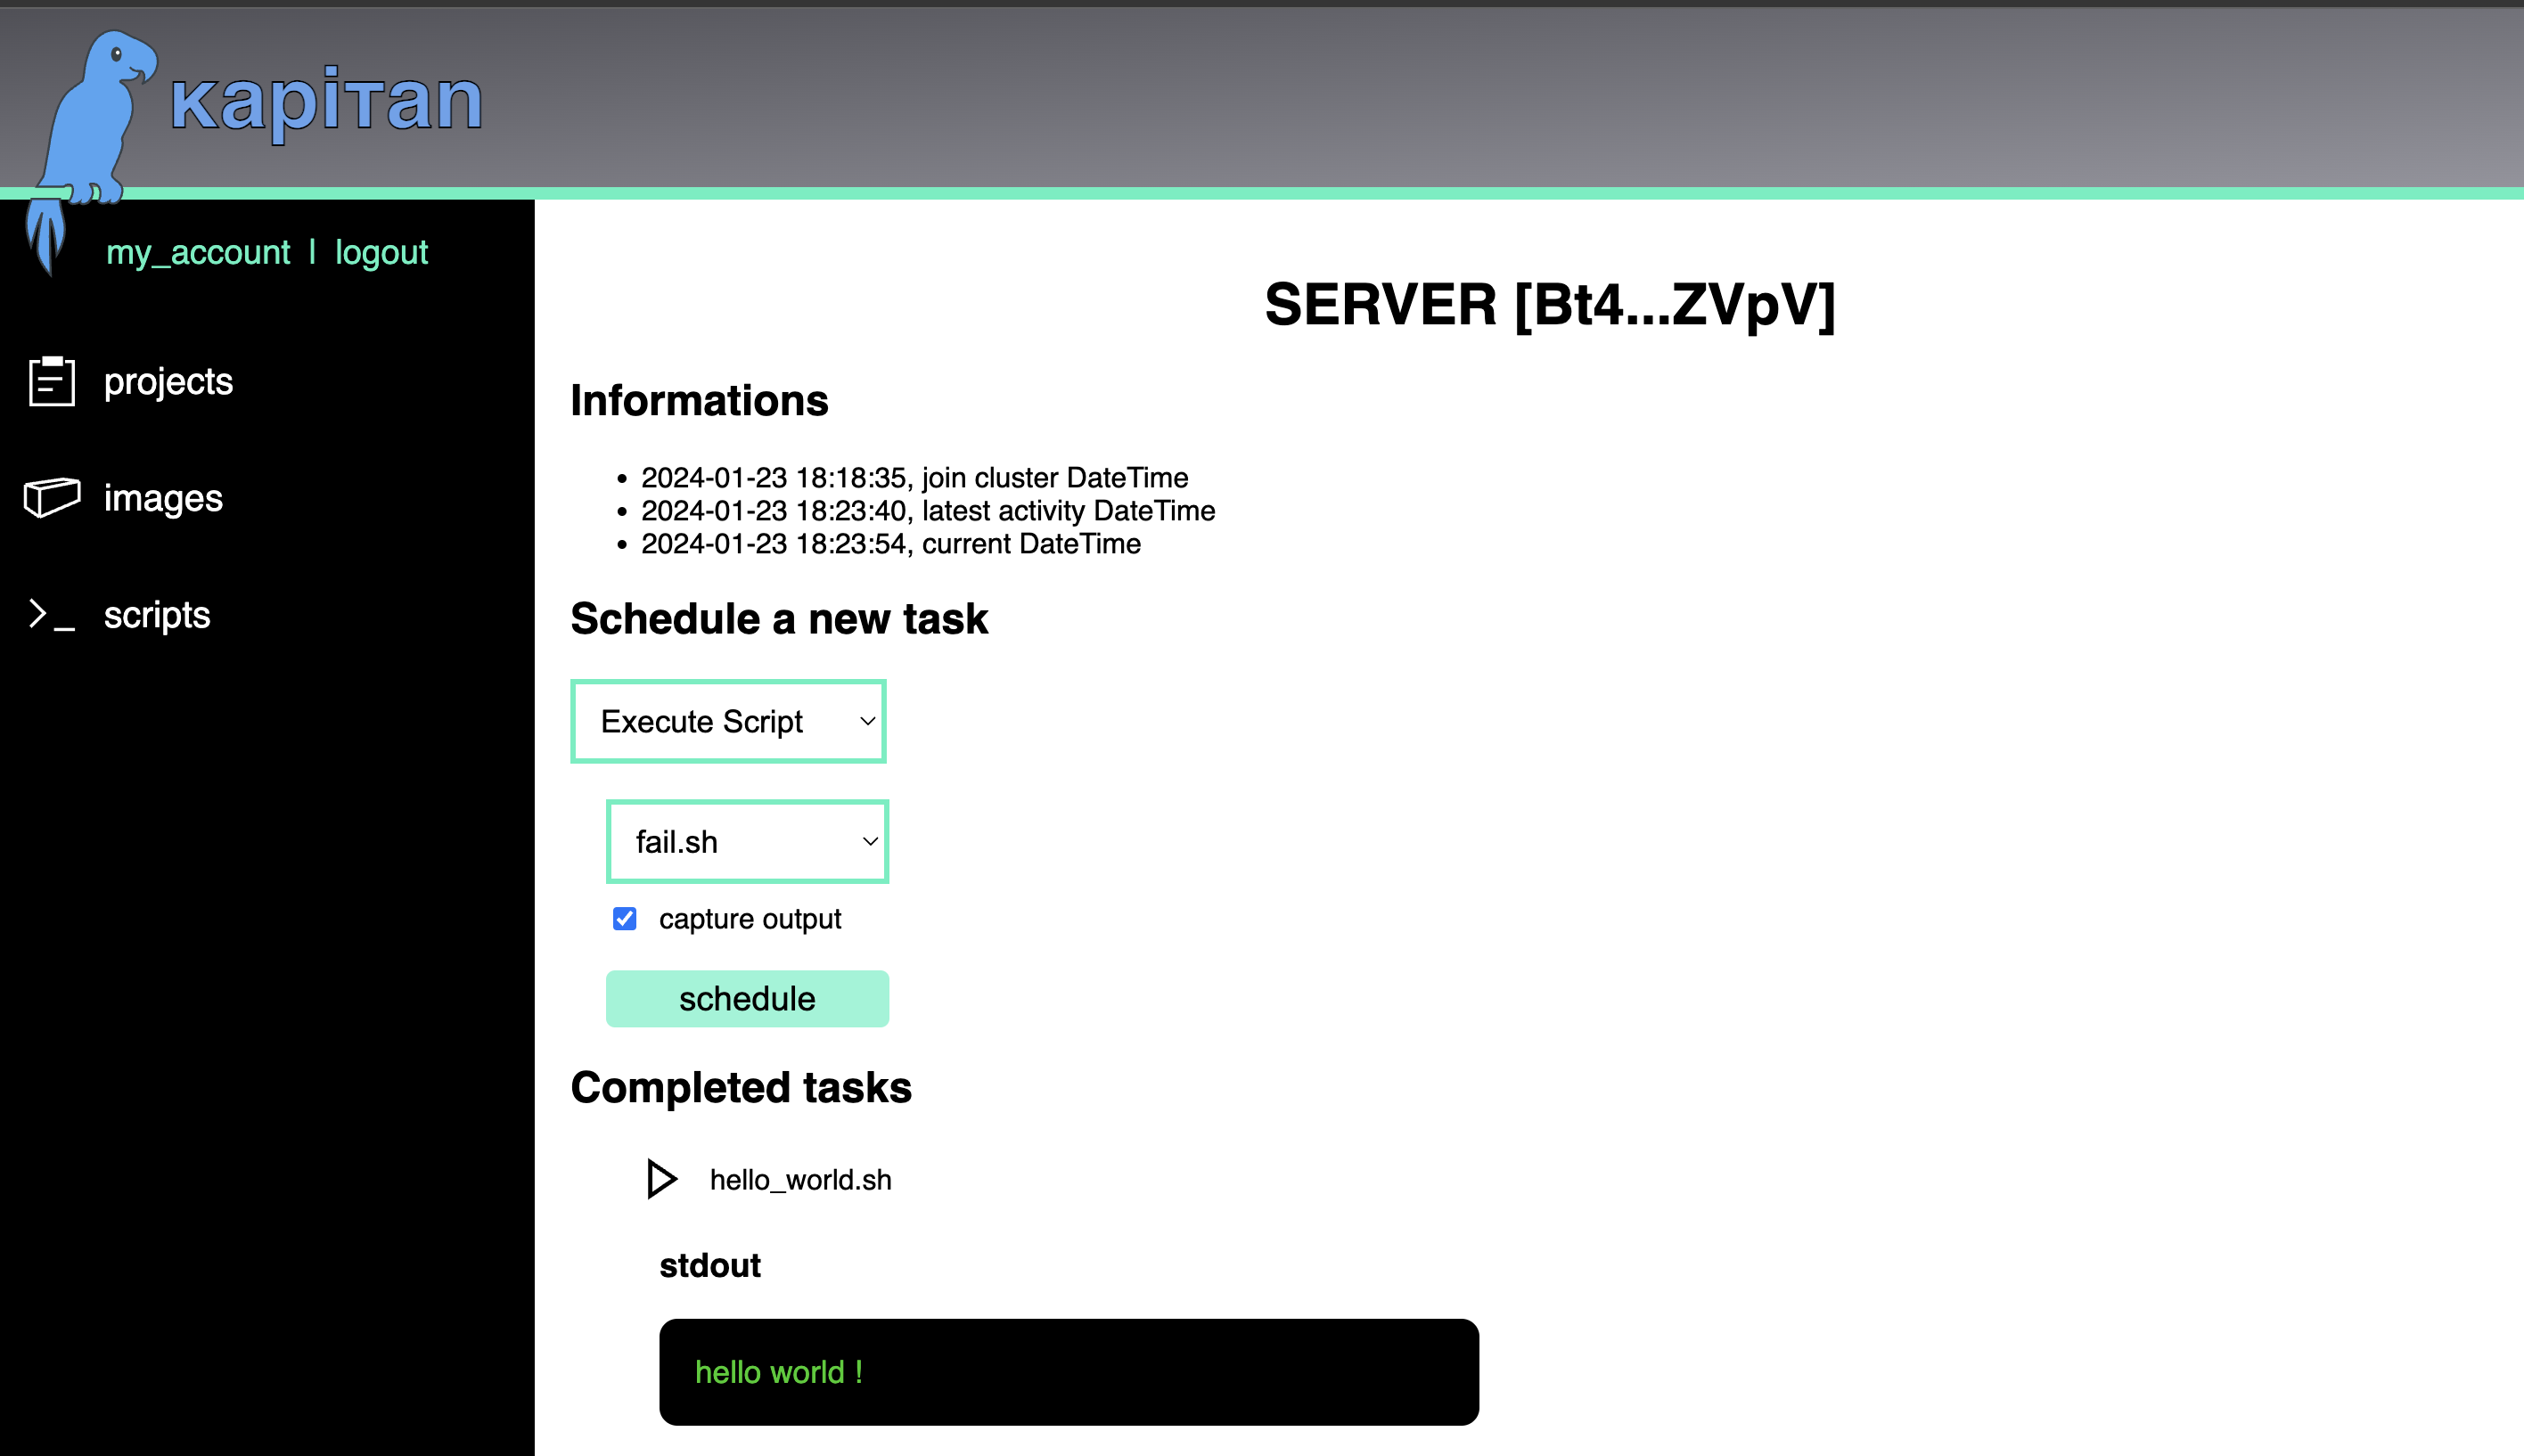 kapitan
my_account | logout
projects
images
scripts
SERVER [Bt4...ZVpV]
Informations
• 2024-01-23 18:18:35, join cluster DateTime
• 2024-01-23 18:23:40, latest activity DateTime
• 2024-01-23 18:23:54, current DateTime
Schedule a new task
Execute Script
fail.sh
capture output
schedule
Completed tasks
hello_world.sh
stdout
hello world !